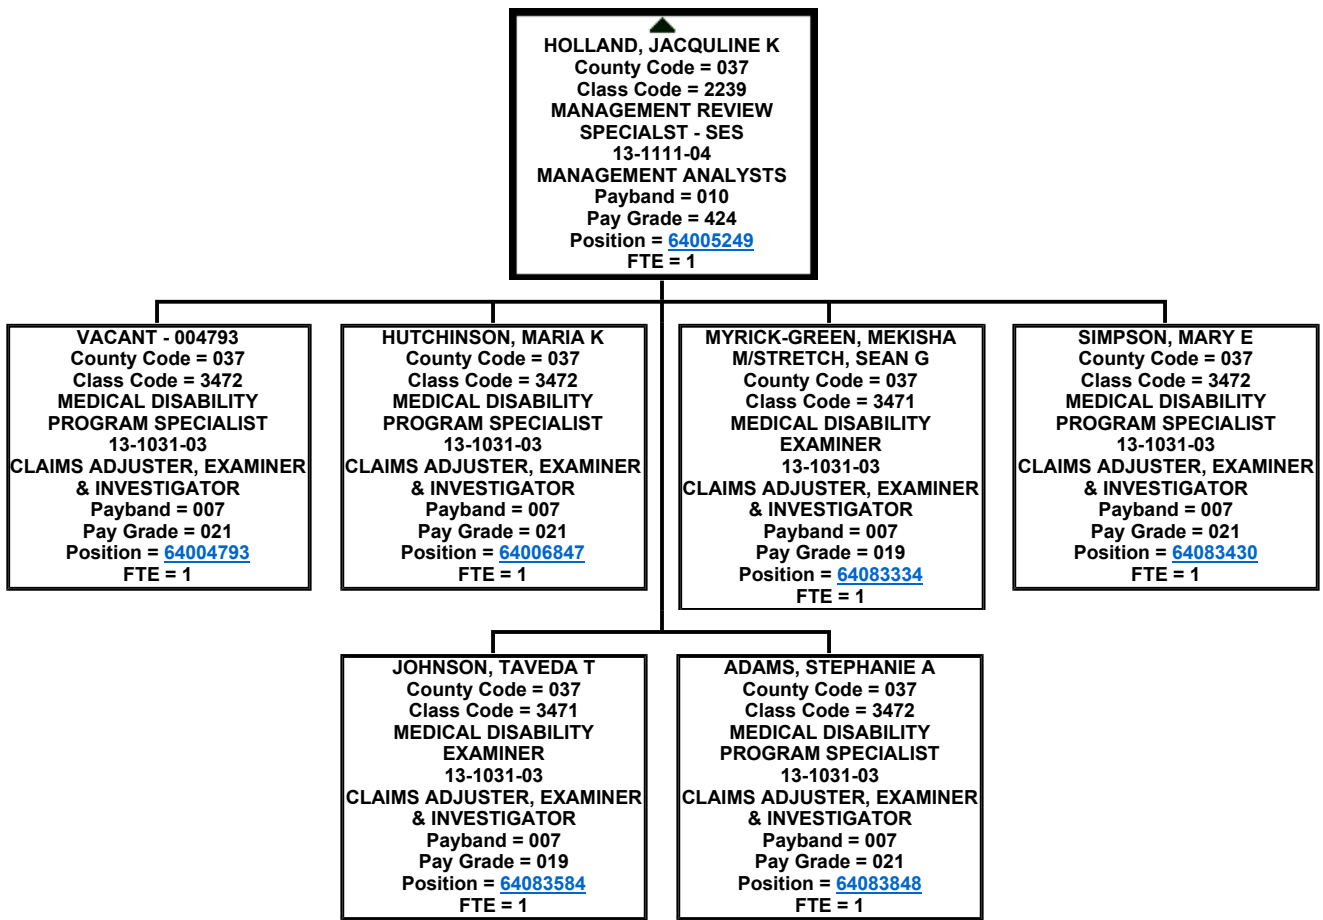 HOLLAND, JACQULINE K
County Code = 037
Class Code = 2239
MANAGEMENT REVIEW
SPECIALST - SES
13-1111-04
MANAGEMENT ANALYSTS
Payband = 010
Pay Grade = 424
Position = 64005249
FTE = 1
VACANT - 004793
County Code = 037
Class Code = 3472
MEDICAL DISABILITY
PROGRAM SPECIALIST
13-1031-03
CLAIMS ADJUSTER, EXAMINER
& INVESTIGATOR
Payband = 007
Pay Grade = 021
Position = 64004793
FTE = 1
HUTCHINSON, MARIA K
County Code = 037
Class Code = 3472
MEDICAL DISABILITY
PROGRAM SPECIALIST
13-1031-03
CLAIMS ADJUSTER, EXAMINER
& INVESTIGATOR
Payband = 007
Pay Grade = 021
Position = 64006847
FTE = 1
MYRICK-GREEN, MEKISHA
M/STRETCH, SEAN G
County Code = 037
Class Code = 3471
MEDICAL DISABILITY
EXAMINER
13-1031-03
CLAIMS ADJUSTER, EXAMINER
& INVESTIGATOR
Payband = 007
Pay Grade = 019
Position = 64083334
FTE = 1
SIMPSON, MARY E
County Code = 037
Class Code = 3472
MEDICAL DISABILITY
PROGRAM SPECIALIST
13-1031-03
CLAIMS ADJUSTER, EXAMINER
& INVESTIGATOR
Payband = 007
Pay Grade = 021
Position = 64083430
FTE = 1
JOHNSON, TAVEDA T
County Code = 037
Class Code = 3471
MEDICAL DISABILITY
EXAMINER
13-1031-03
CLAIMS ADJUSTER, EXAMINER
& INVESTIGATOR
Payband = 007
Pay Grade = 019
Position = 64083584
FTE = 1
ADAMS, STEPHANIE A
County Code = 037
Class Code = 3472
MEDICAL DISABILITY
PROGRAM SPECIALIST
13-1031-03
CLAIMS ADJUSTER, EXAMINER
& INVESTIGATOR
Payband = 007
Pay Grade = 021
Position = 64083848
FTE = 1